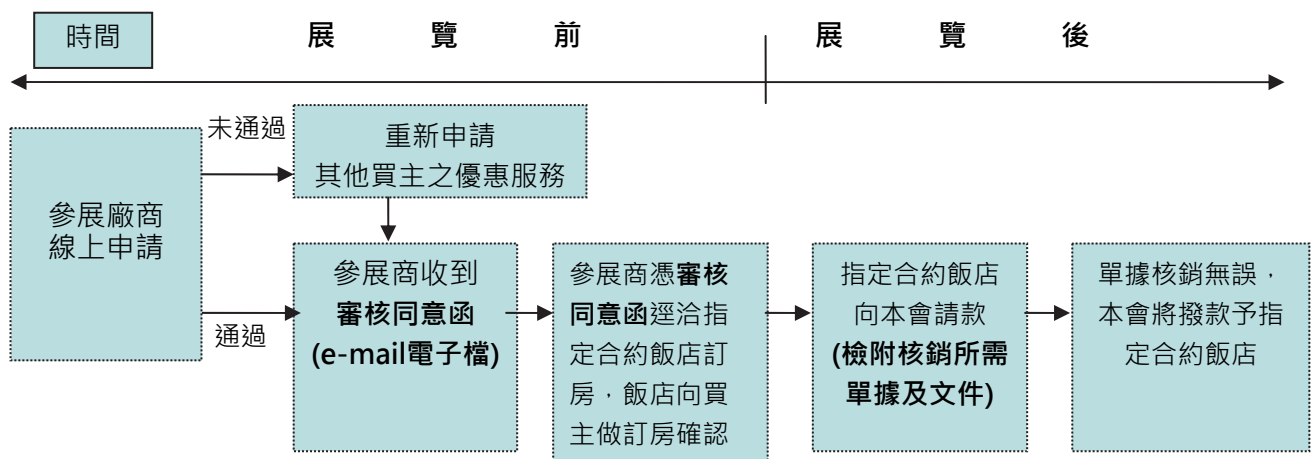 時間
展 覽 前
展 覽 後
未通過
重新申請
其他買主之優惠服務
參展廠商
線上申請
通過
參展商收到
審核同意函
(e-mail電子檔)
參展商憑審核
同意函逕洽指
定合約飯店訂
房，飯店向買
主做訂房確認
指定合約飯店
向本會請款
(檢附核銷所需
單據及文件)
單據核銷無誤，
本會將撥款予指
定合約飯店